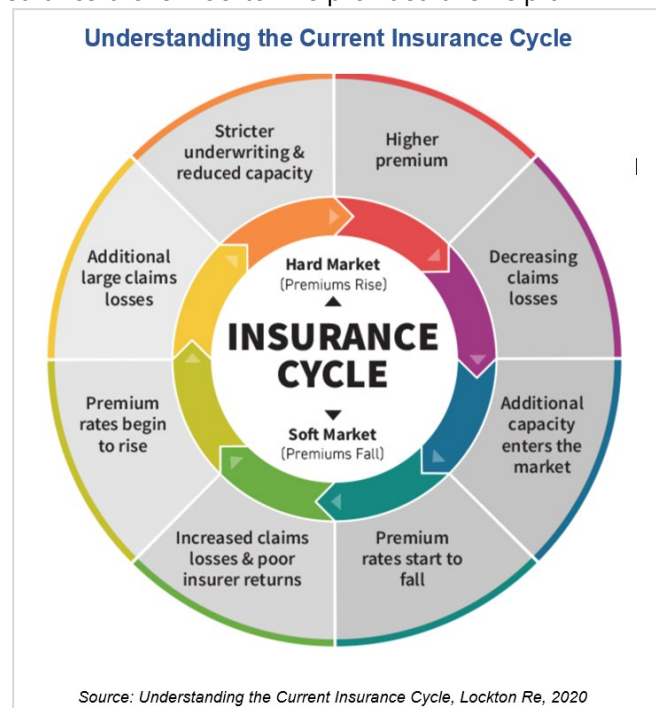 Understanding the Current Insurance Cycle
Stricter
underwriting &
reduced capacity
Higher
premium
Decreasing
claims
losses
Additional
capacity
enters the
market
Premium
rates start to
fall
Increased claims
losses & poor
insurer returns
Premium
rates begin
to rise
Additional
large claims
losses
Hard Market
(Premiums Rise)
INSURANCE
CYCLE
Soft Market
(Premiums Fall)
Source: Understanding the Current Insurance Cycle, Lockton Re, 2020